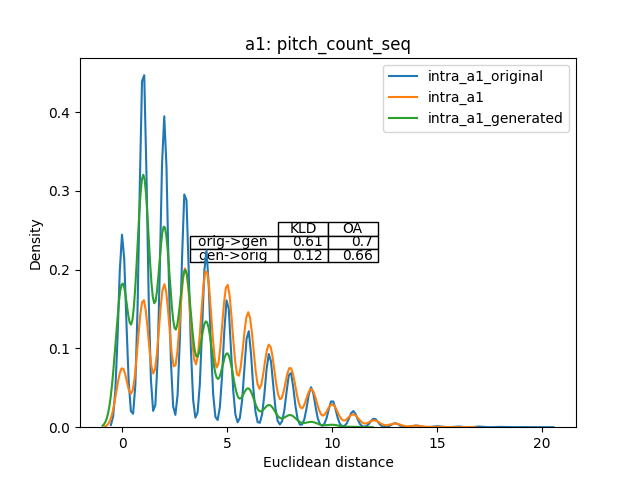 a1: pitch_count_seq
intra_a1_original
intra_a1
intra_a1_generated
KLD OA
orig->gen 0.61 0.7
gen->orig 0.12 0.66
Density
0.4
0.3
0.2
0.1
0.0
0 5 10 15 20
Euclidean distance